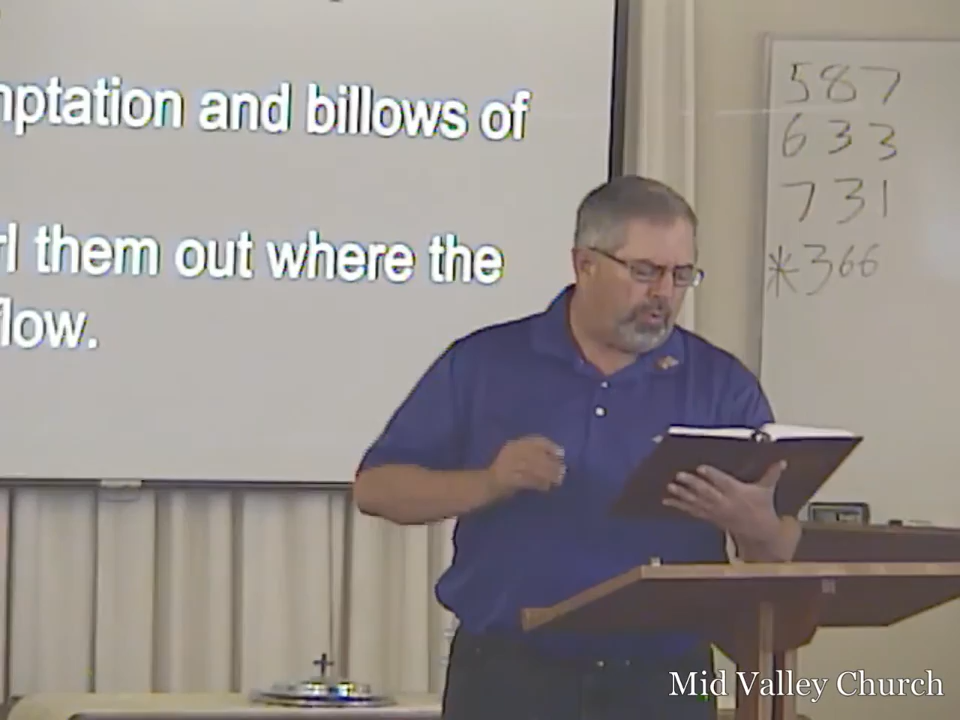 mptation and billows of
rl them out where the
flow.
587
633
731
*366
Mid Valley Church